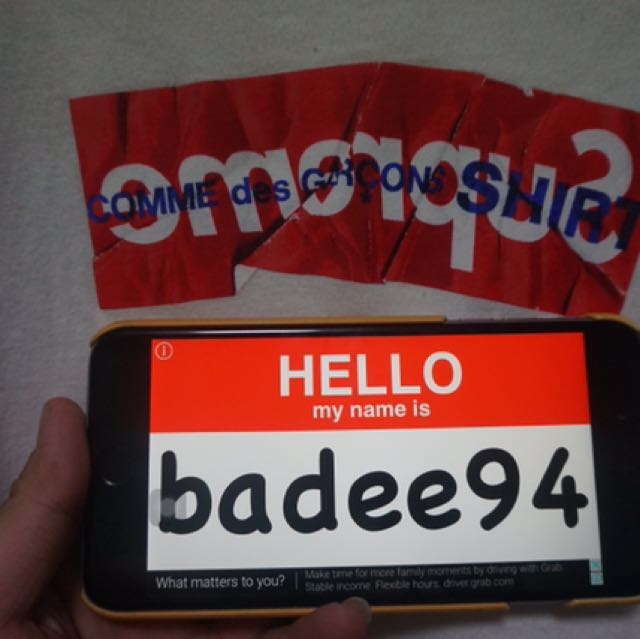 Supreme
COMME des GARÇONS SHIRT
HELLO
my name is
badee94
What matters to you?
Make time for more family moments by driving with Grab.
Stable income. Flexible hours. driver.grab.com